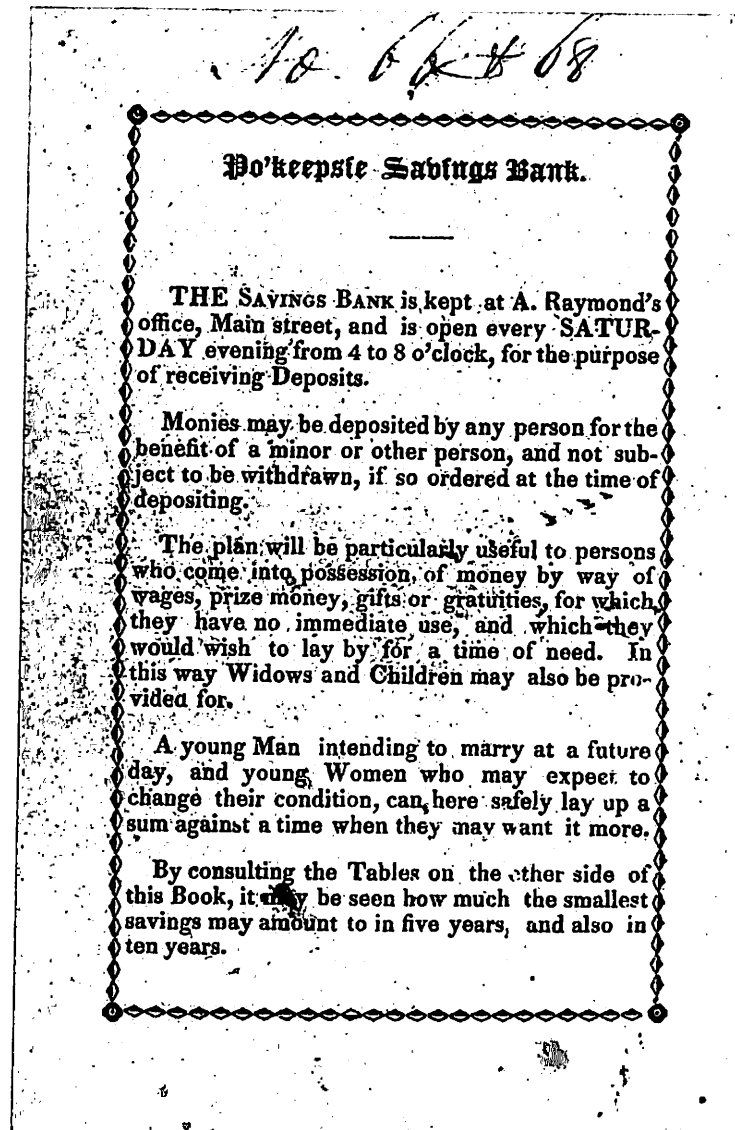 No. 66 & 68
Po'keepsie Savings Bank.
THE SAVINGS BANK is kept at A. Raymond's
office, Main street, and is open every SATUR-
DAY evening from 4 to 8 o'clock, for the purpose
of receiving Deposits.
Monies may be deposited by any person for the
benefit of a minor or other person, and not sub-
ject to be withdrawn, if so ordered at the time of
depositing.
The plan will be particularly useful to persons
who come into possession, of money by way of
wages, prize money, gifts or gratuities, for which
they have no immediate use, and which they
would wish to lay by for a time of need. In
this way Widows and Children may also be pro-
vided for.
A young Man intending to marry at a future
day, and young Women who may expect to
change their condition, can here safely lay up a
sum against a time when they may want it more.
By consulting the Tables on the other side of
this Book, it may be seen how much the smallest
savings may amount to in five years, and also in
ten years.